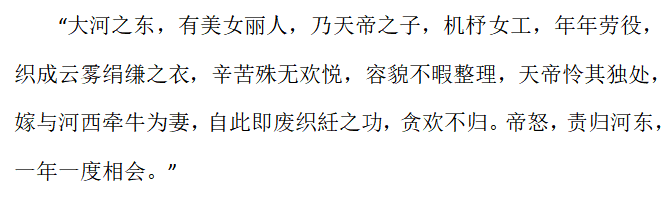 “大河之东，有美女丽人，乃天帝之子，机杼女工，年年劳役，
织成云雾绢缣之衣，辛苦殊无欢悦，容貌不暇整理，天帝怜其独处，
嫁与河西牵牛为妻，自此即废织紝之功，贪欢不归。帝怒，责归河东，
一年一度相会。”